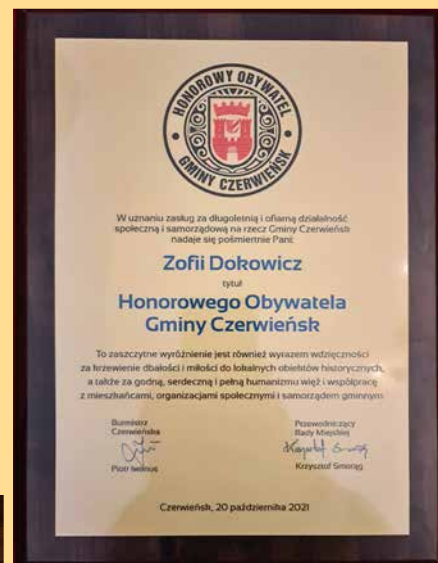 HONOROWY OBYWATEL
GMINY CZERWIEŃSK
W uznaniu zasług za długoletnią i ofiarną działalność
społeczną i samorządową na rzecz Gminy Czerwieńsk
nadaje się pośmiertnie Pani:
Zofii Dokowicz
tytuł
Honorowego Obywatela
Gminy Czerwieńsk
To zaszczytne wyróżnienie jest również wyrazem wdzięczności
za krzewienie dbałości i miłości do lokalnych obiektów historycznych,
a także za godną, serdeczną i pełną humanizmu więź i współpracę
z mieszkańcami, organizacjami społecznymi i samorządem gminnym.
Burmistrz
Czerwieńska
Piotr Iwanus
Przewodniczący
Rady Miejskiej
Krzysztof Smorąg
Krzysztof Smorąg
Czerwieńsk, 20 października 2021